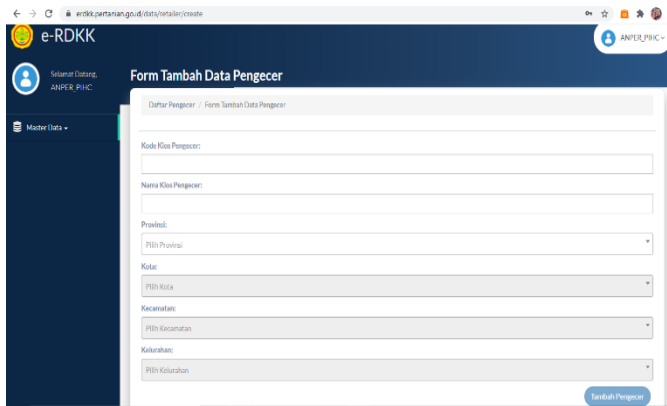 erdkk.pertanian.go.id/data/retailer/create
e-RDKK
ANPER_PIHC
Selamat Datang,
ANPER_PIHC
Form Tambah Data Pengecer
Daftar Pengecer / Form Tambah Data Pengecer
Master Data
Kode Kios Pengecer:
Nama Kios Pengecer:
Provinsi:
Pilih Provinsi
Kota:
Pilih Kota
Kecamatan:
Pilih Kecamatan
Kelurahan:
Pilih Kelurahan
Tambah Pengecer